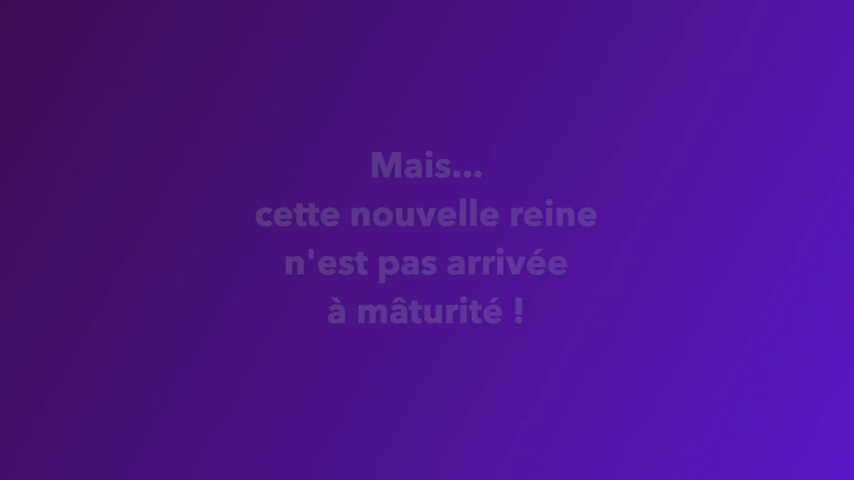 Mais...
cette nouvelle reine
n'est pas arrivée
à mâturité !